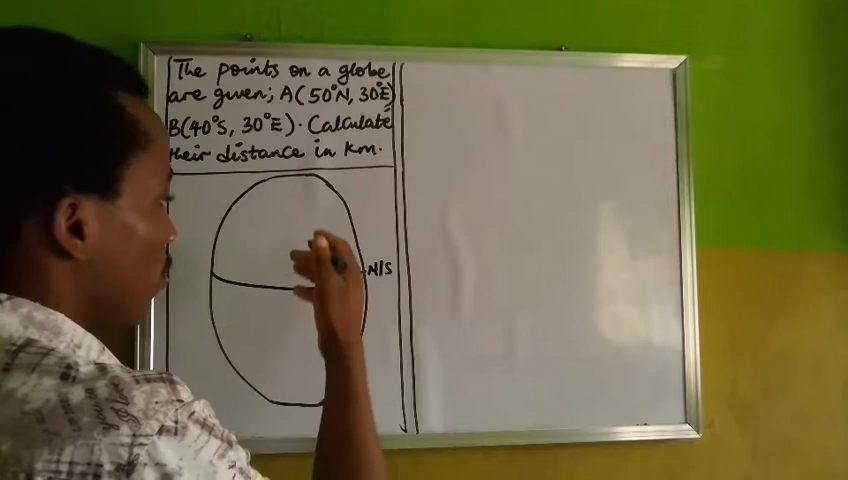 The points on a globe
are given; A(50°N, 30°E)
B(40°S, 30°E). Calculate
their distance in km.
N/S